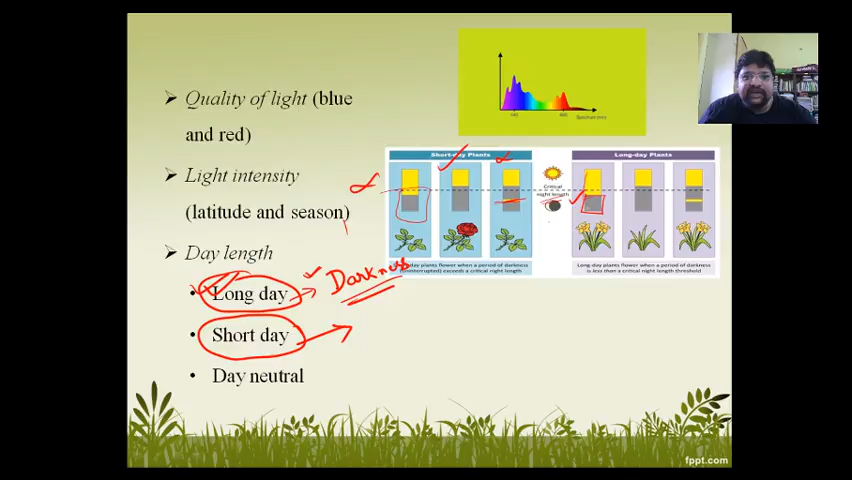 Quality of light (blue
and red)
Light intensity
(latitude and season)
Day length
Long day
Darkness
Short day
Day neutral
Spectrum (nm)
Short-day Plants
Long-day Plants
Critical
night length
day plants flower when a period of darkness
(uninterrupted) exceeds a critical night length
Long day plants flower when a period of darkness
is less than a critical night length threshold
fppt.com